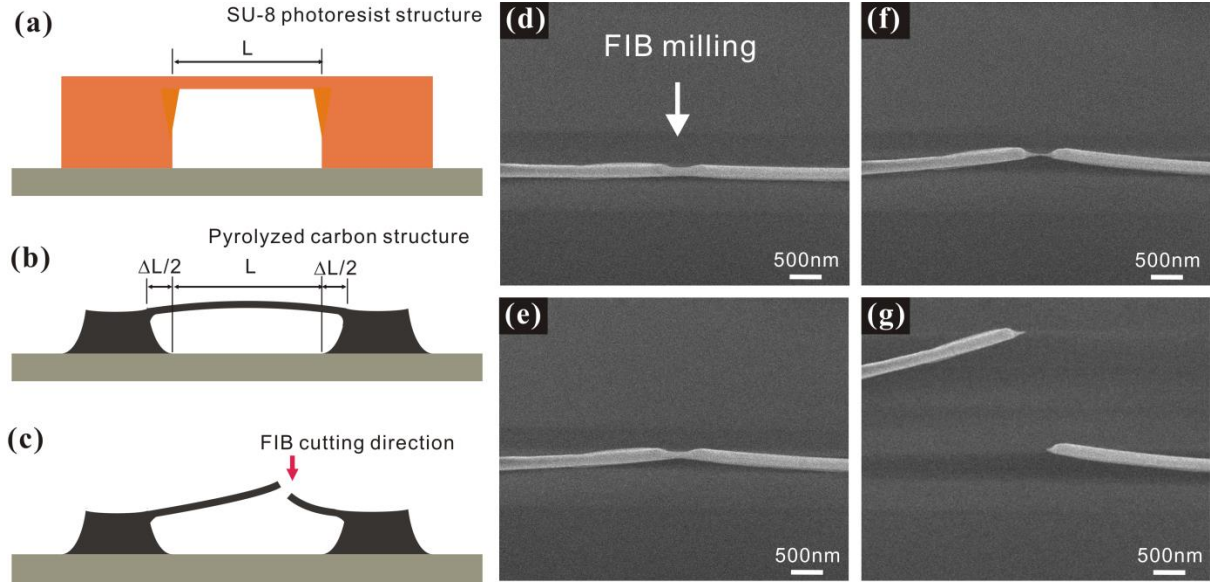 (a)
SU-8 photoresist structure
L
(b)
Pyrolyzed carbon structure
ΔL/2
L
ΔL/2
(c)
FIB cutting direction
(d)
FIB milling
500nm
(e)
500nm
(f)
500nm
(g)
500nm